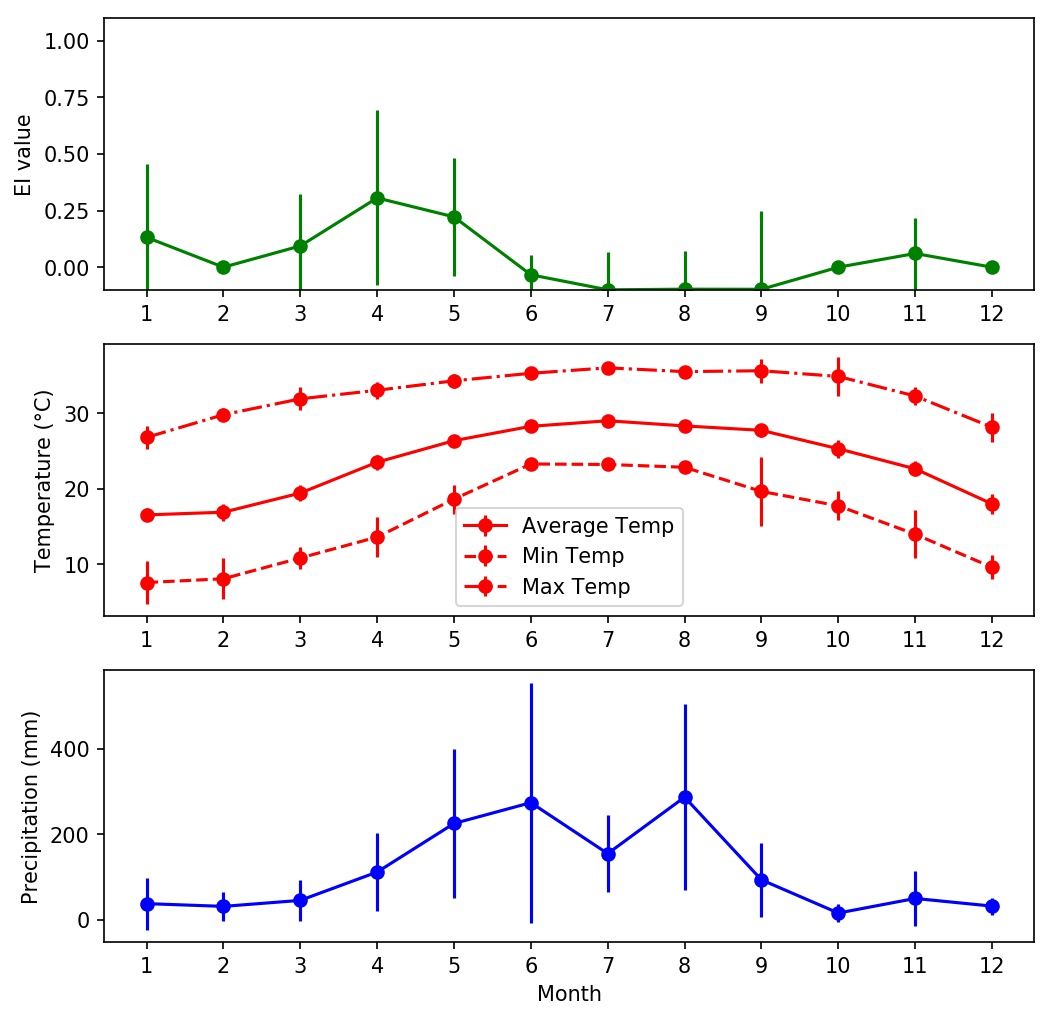 1.00
0.75
0.50
0.25
0.00
EI value
1 2 3 4 5 6 7 8 9 10 11 12
30
20
10
Temperature (°C)
Average Temp
Min Temp
Max Temp
1 2 3 4 5 6 7 8 9 10 11 12
400
200
0
Precipitation (mm)
1 2 3 4 5 6 7 8 9 10 11 12
Month